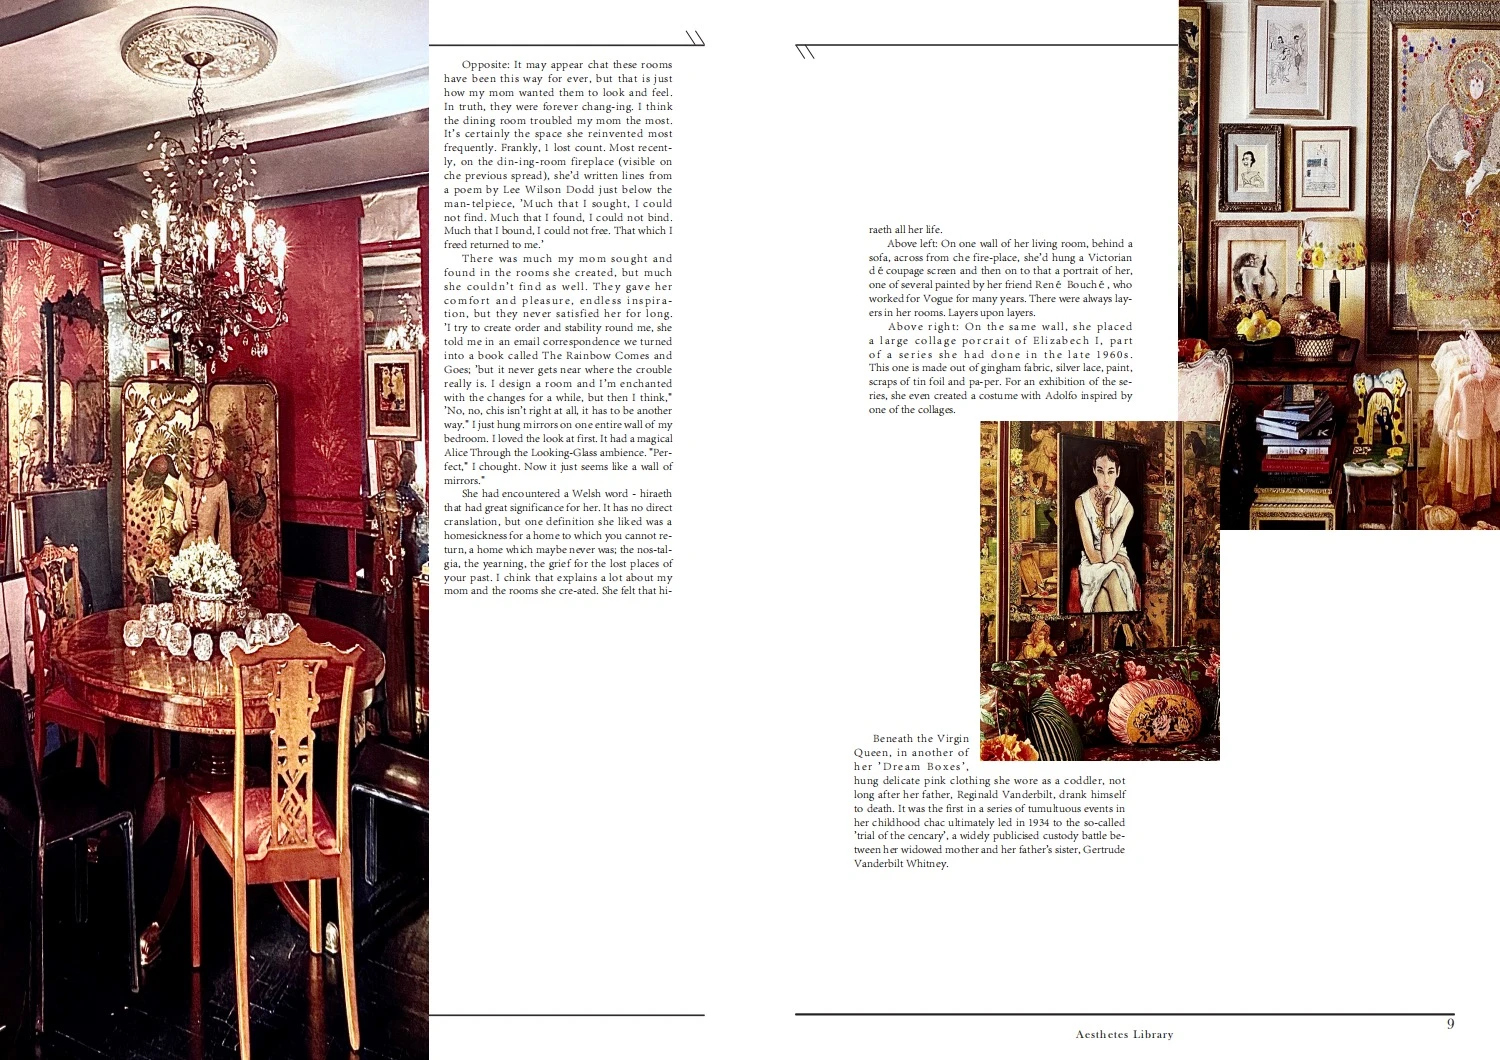 Opposite: It may appear chat these rooms
have been this way for ever, but that is just
how my mom wanted them to look and feel.
In truth, they were forever chang-ing. I think
the dining room troubled my mom the most.
It's certainly the space she reinvented most
frequently. Frankly, 1 lost count. Most recent-
ly, on the din-ing-room fireplace (visible on
che previous spread), she'd written lines from
a poem by Lee Wilson Dodd just below the
man-telpiece, 'Much that I sought, I could
not find. Much that I found, I could not bind.
Much that I bound, I could not free. That which I
freed returned to me.'
There was much my mom sought and
found in the rooms she created, but much
she couldn't find as well. They gave her
comfort and pleasure, endless inspira-
tion, but they never satisfied her for long.
'I try to create order and stability round me, she
told me in an email correspondence we turned
into a book called The Rainbow Comes and
Goes; 'but it never gets near where the crouble
really is. I design a room and I'm enchanted
with the changes for a while, but then I think,"
'No, no, chis isn't right at all, it has to be another
way." I just hung mirrors on one entire wall of my
bedroom. I loved the look at first. It had a magical
Alice Through the Looking-Glass ambience. "Per-
fect," I chought. Now it just seems like a wall of
mirrors."
She had encountered a Welsh word - hiraeth
that had great significance for her. It has no direct
cranslation, but one definition she liked was a
homesickness for a home to which you cannot re-
turn, a home which maybe never was; the nos-tal-
gia, the yearning, the grief for the lost places of
your past. I chink that explains a lot about my
mom and the rooms she cre-ated. She felt that hi-
raeth all her life.
Above left: On one wall of her living room, behind a
sofa, across from che fire-place, she'd hung a Victorian
d é coupage screen and then on to that a portrait of her,
one of several painted by her friend René Bouché , who
worked for Vogue for many years. There were always lay-
ers in her rooms. Layers upon layers.
Above right: On the same wall, she placed
a large collage porcrait of Elizabech I, part
of a series she had done in the late 1960s.
This one is made out of gingham fabric, silver lace, paint,
scraps of tin foil and pa-per. For an exhibition of the se-
ries, she even created a costume with Adolfo inspired by
one of the collages.
Beneath the Virgin
Queen, in another of
her 'Dream Boxes',
hung delicate pink clothing she wore as a coddler, not
long after her father, Reginald Vanderbilt, drank himself
to death. It was the first in a series of tumultuous events in
her childhood chac ultimately led in 1934 to the so-called
'trial of the cencary', a widely publicised custody battle be-
tween her widowed mother and her father's sister, Gertrude
Vanderbilt Whitney.
Aesthetes Library
9